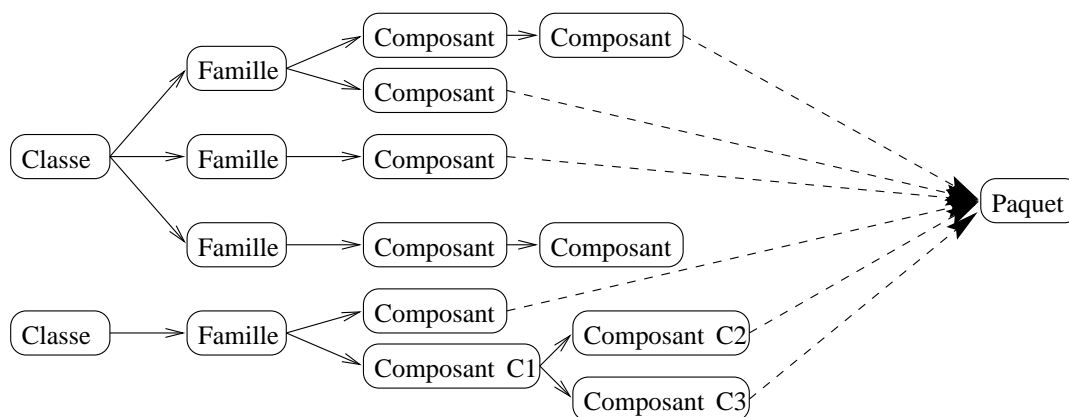 Composant
Composant
Famille
Composant
Classe
Famille
Composant
Paquet
Famille
Composant
Composant
Composant
Classe
Famille
Composant C2
Composant C1
Composant C3